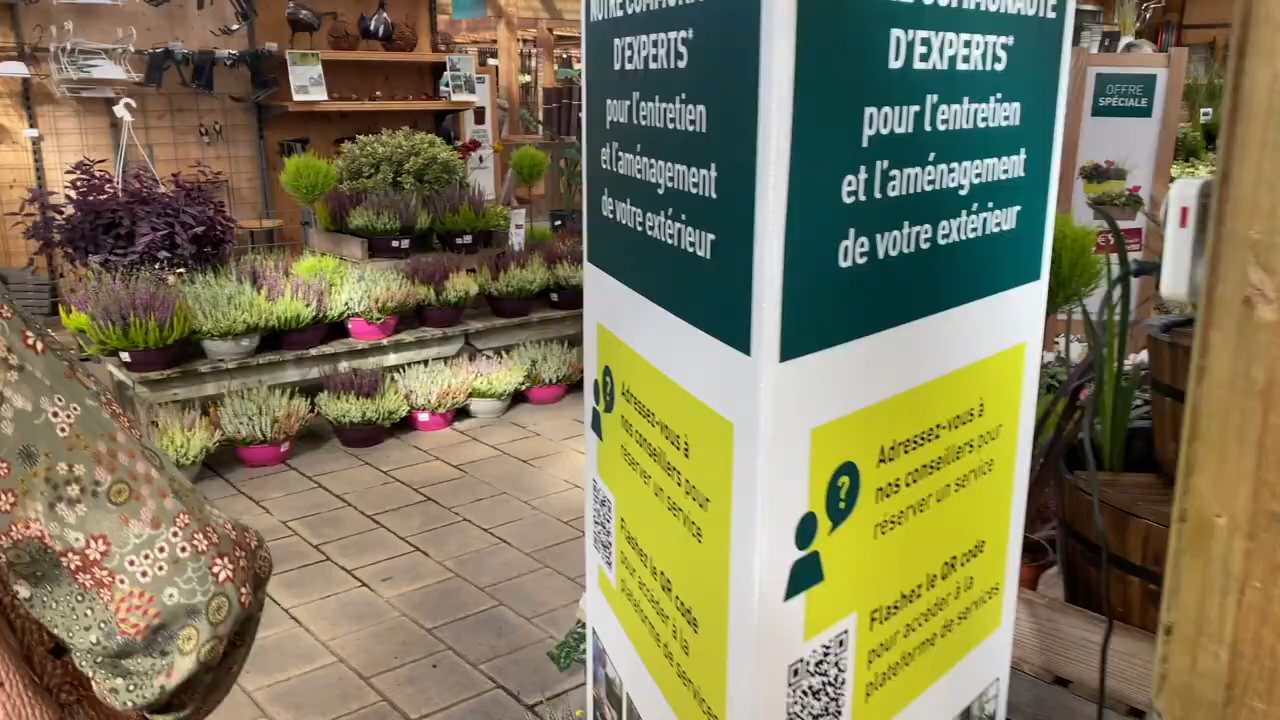 D'EXPERTS*
pour l'entretien
et l'aménagement
de votre extérieur
Adressez-vous à
nos conseillers pour
réserver un service
Flashez le QR code
pour accéder à la
plateforme de services
COMMUNAUTÉ
D'EXPERTS*
pour l'entretien
et l'aménagement
de votre extérieur
?
Adressez-vous à
nos conseillers pour
réserver un service
Flashez le QR code
pour accéder à la
plateforme de services
OFFRE
SPÉCIALE